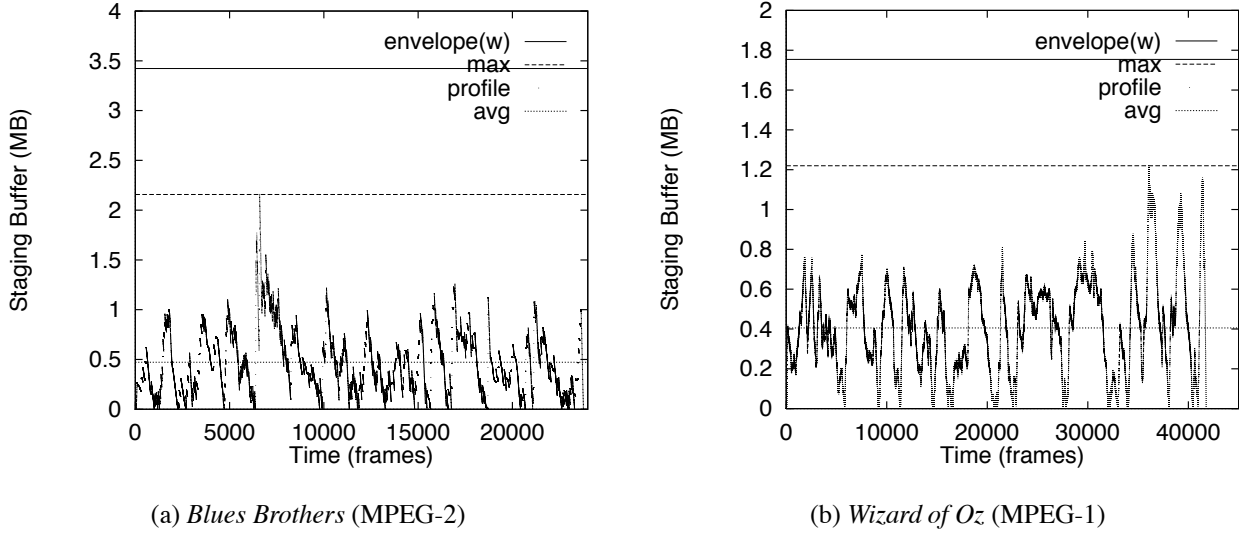 4
3.5
3
2.5
2
1.5
1
0.5
0
0 5000 10000 15000 20000
Time (frames)
Staging Buffer (MB)
envelope(w)
max
profile
avg
(a) Blues Brothers (MPEG-2)
2
1.8
1.6
1.4
1.2
1
0.8
0.6
0.4
0.2
0
0 10000 20000 30000 40000
Time (frames)
Staging Buffer (MB)
envelope(w)
max
profile
avg
(b) Wizard of Oz (MPEG-1)